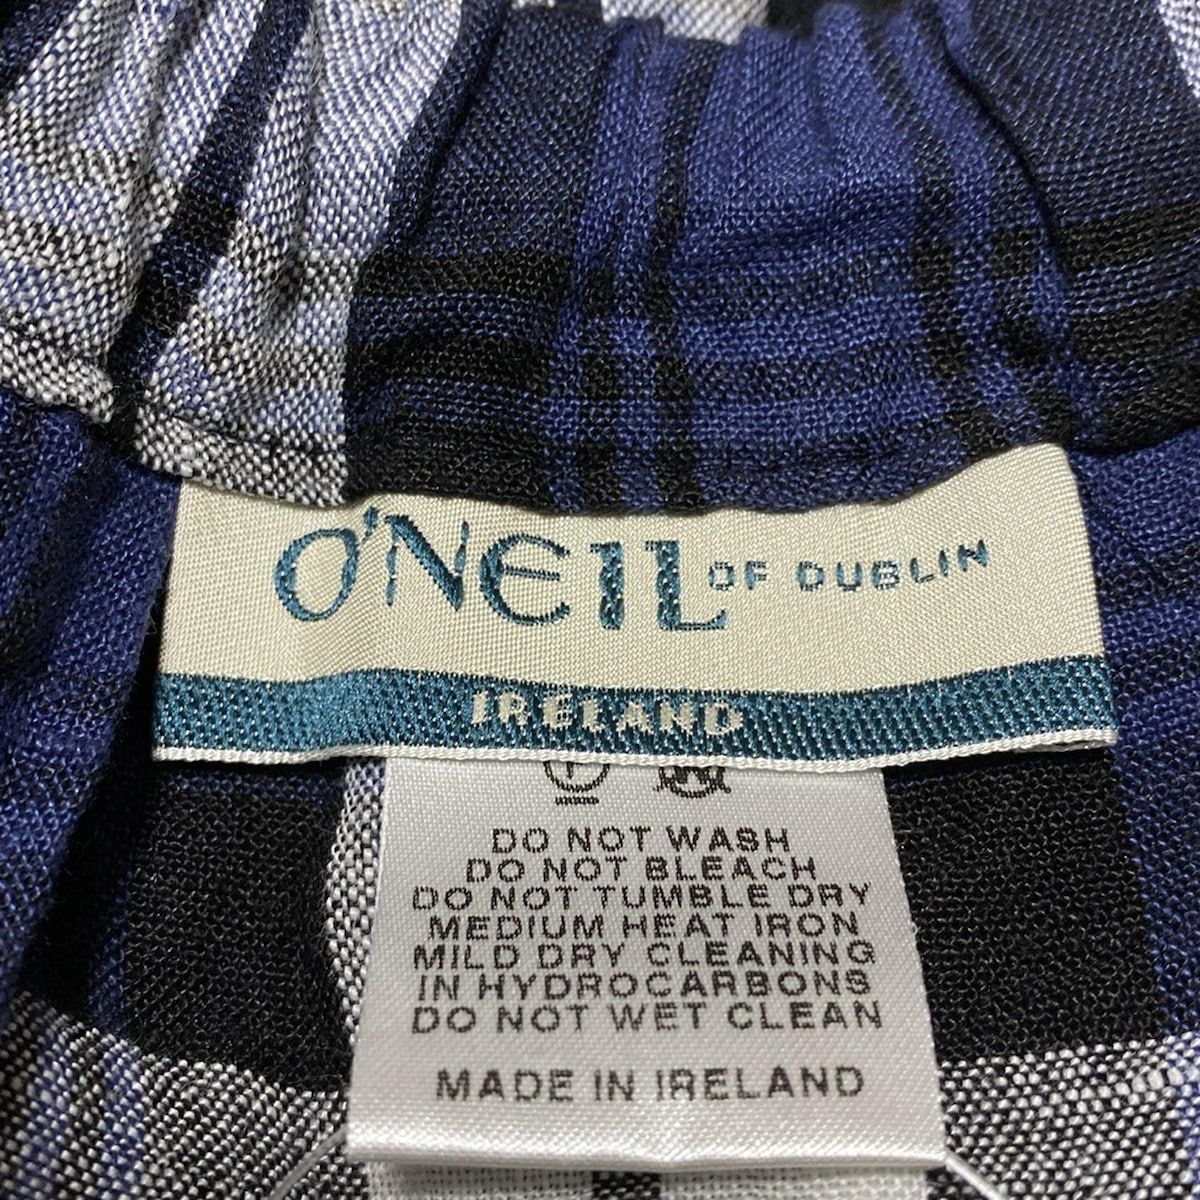 O'NEIL OF DUBLIN
IRELAND
DO NOT WASH
DO NOT BLEACH
DO NOT TUMBLE DRY
MEDIUM HEAT IRON
MILD DRY CLEANING
IN HYDROCARBONS
DO NOT WET CLEAN
MADE IN IRELAND